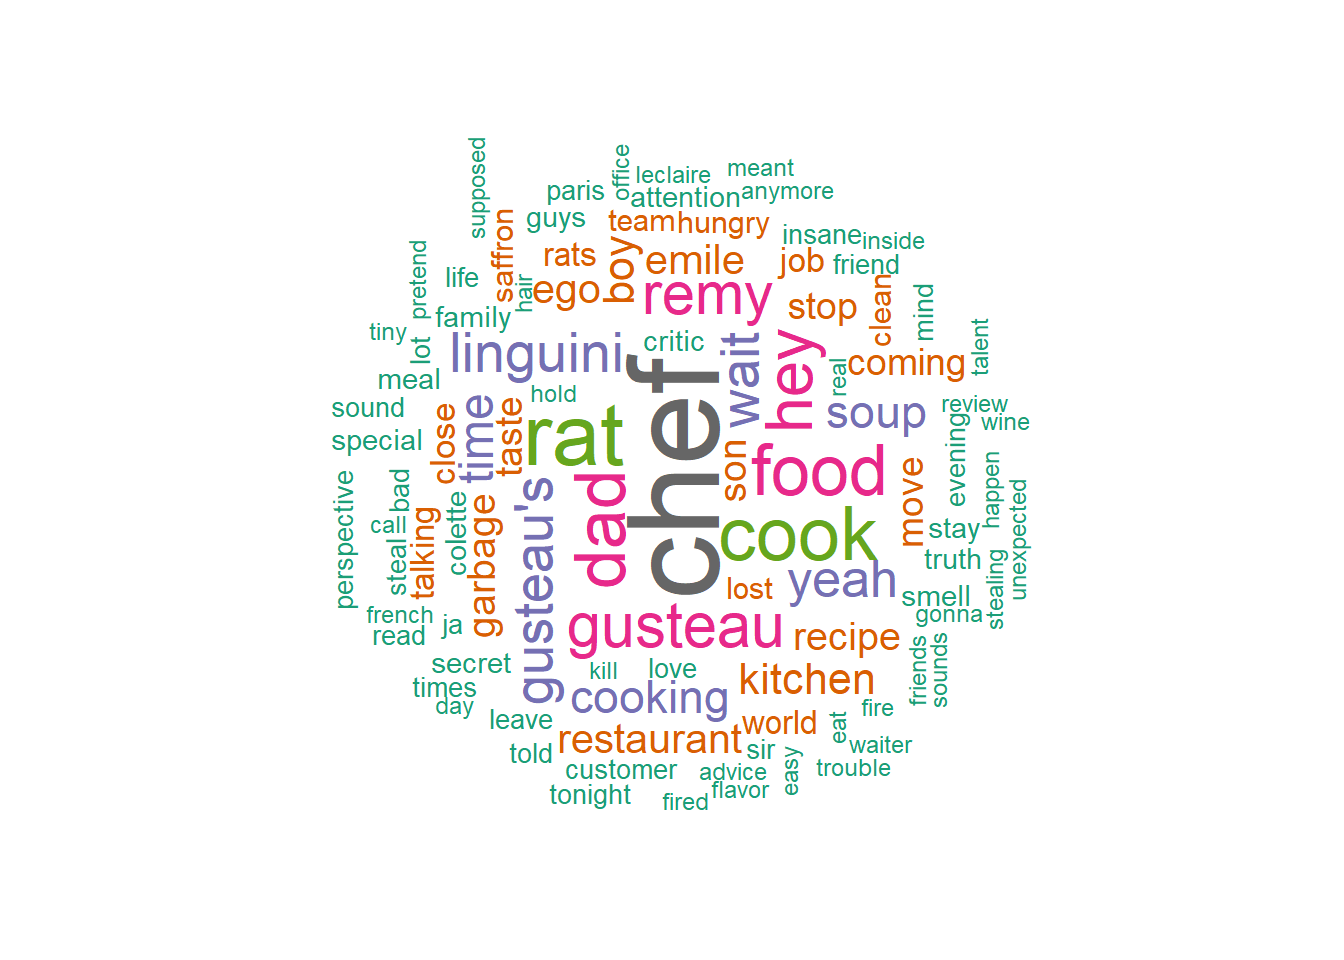 supposed
office
leclaire
meant
paris
attention
anymore
guys
team
hungry
saffron
boy
insane
inside
rats
emile
job
friend
pretend
life
hair
ego
remy
stop
clean
mind
family
tiny
lot
linguini
critic
wait
hey
real
coming
talent
meal
hold
chef
sound
time
taste
rat
soup
review
wine
special
close
son
food
evening
perspective
bad
call
steal
talking
colette
garbage
gusteau's
dad
cook
move
stay
happen
unexpected
lost
yeah
truth
stealing
french
read
ja
smell
gonna
gusteau
recipe
secret
kill
love
kitchen
friends
sounds
times
day
cooking
leave
world
fire
told
restaurant
sir
eat
waiter
customer
advice
easy
trouble
tonight
fired
flavor